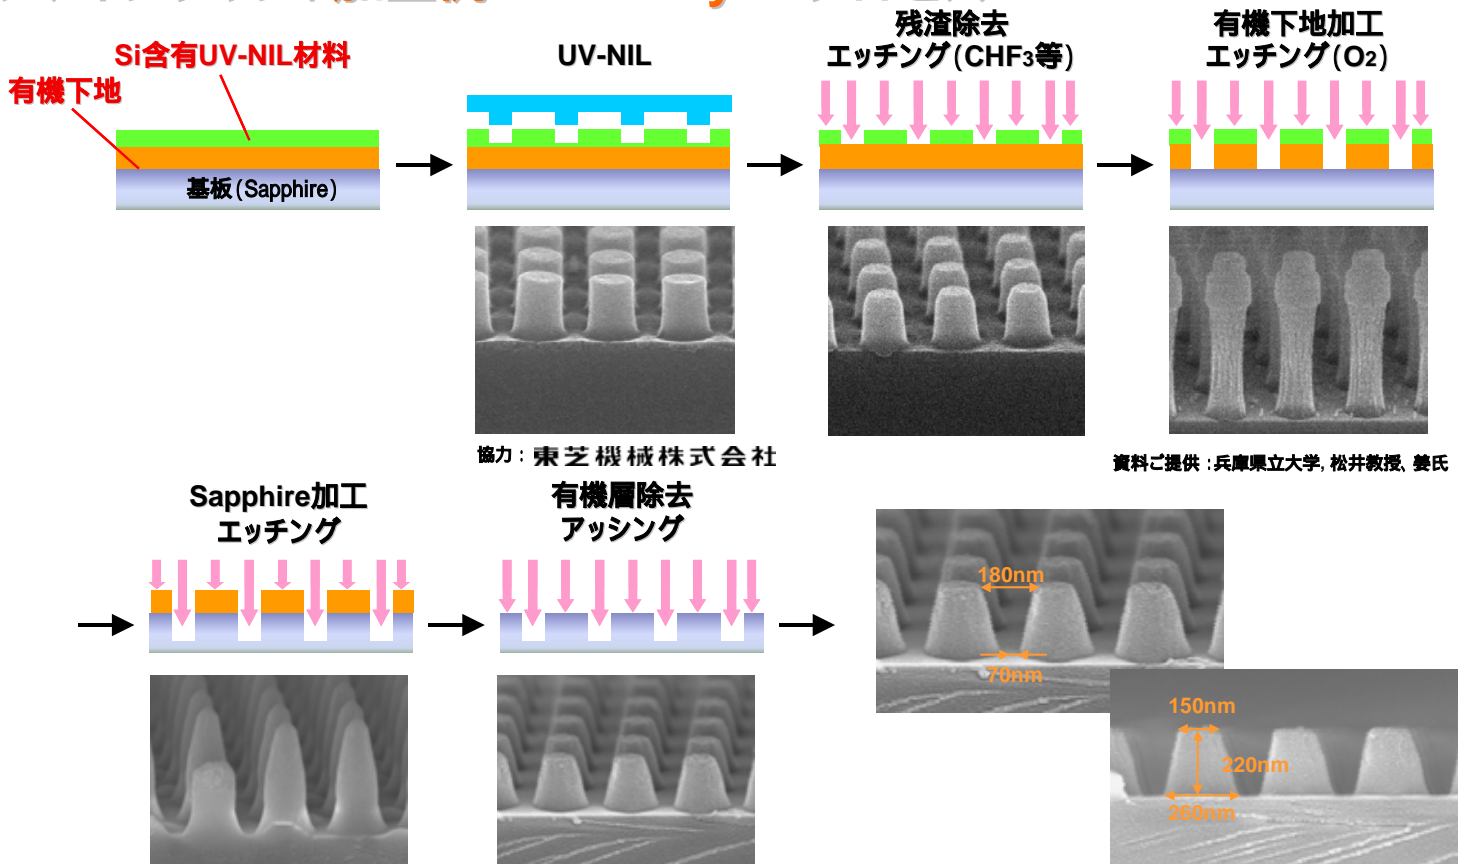 Si含有UV-NIL材料
有機下地
基板(Sapphire)
UV-NIL
残渣除去
エッチング(CHF3等)
有機下地加工
エッチング(O2)
協力：東芝機械株式会社
資料ご提供：兵庫県立大学, 松井教授、姜氏
Sapphire加工
エッチング
有機層除去
アッシング
180nm
70nm
150nm
220nm
260nm